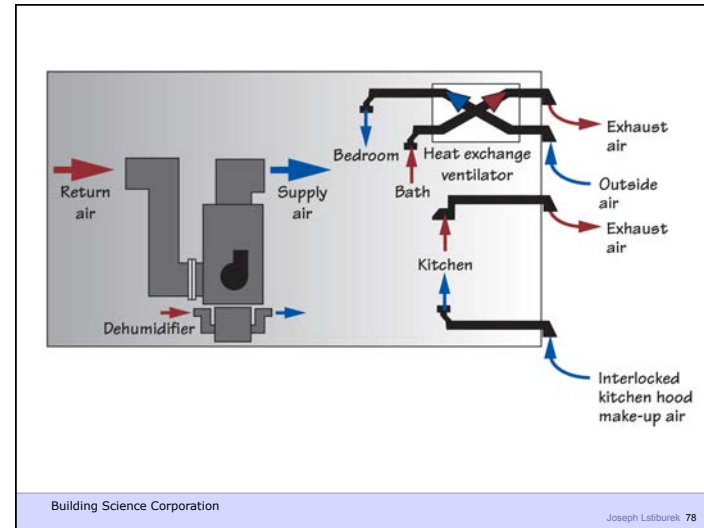 Return
air
Supply
air
Dehumidifier
Bedroom
Bath
Heat exchange
ventilator
Exhaust
air
Outside
air
Exhaust
air
Kitchen
Interlocked
kitchen hood
make-up air
Building Science Corporation
Joseph Lstiburek 78